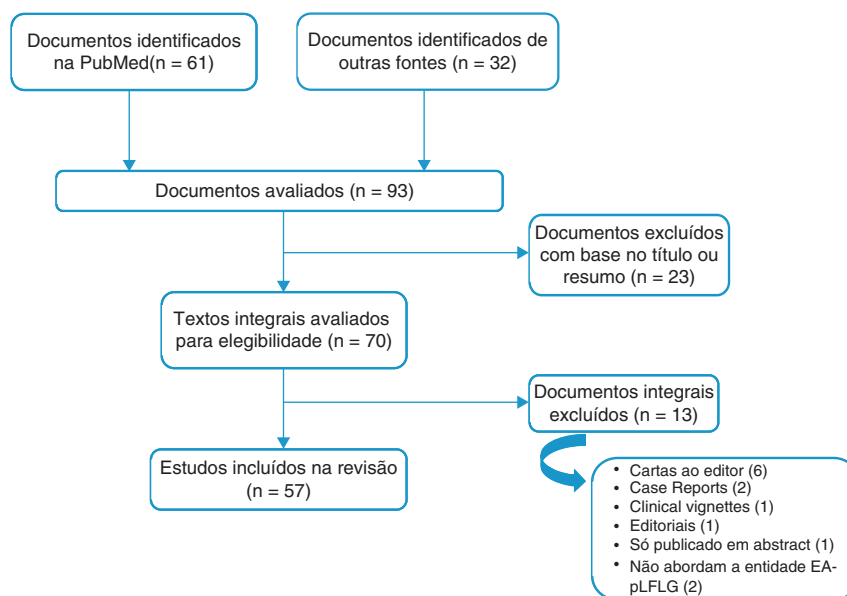 Documentos identificados
na PubMed(n = 61)
Documentos identificados de
outras fontes (n = 32)
Documentos avaliados (n = 93)
Documentos excluídos
com base no título ou
resumo (n = 23)
Textos integrais avaliados
para elegibilidade (n = 70)
Documentos integrais
excluídos (n = 13)
Estudos incluídos na revisão
(n = 57)
• Cartas ao editor (6)
• Case Reports (2)
• Clinical vignettes (1)
• Editoriais (1)
• Só publicado em abstract (1)
• Não abordam a entidade EA-
pLFLG (2)